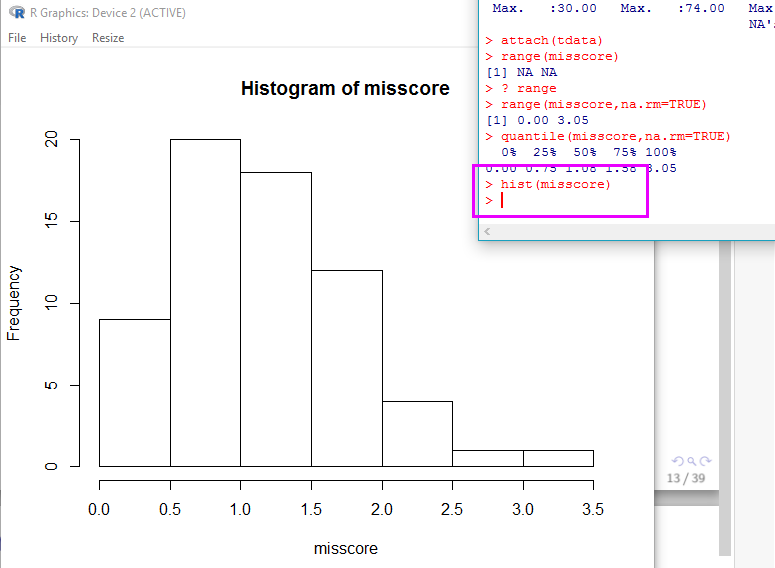 R Graphics: Device 2 (ACTIVE)
File History Resize
Histogram of misscore
20
15
10
5
0
Frequency
0.0 0.5 1.0 1.5 2.0 2.5 3.0 3.5
misscore
Max. :30.00 Max. :74.00 Max
NA'
> attach(tdata)
> range(misscore)
[1] NA NA
> ? range
> range(misscore,na.rm=TRUE)
[1] 0.00 3.05
> quantile(misscore,na.rm=TRUE)
0% 25% 50% 75% 100%
0.00 0.75 1.08 1.58 3.05
> hist(misscore)
>
13 / 39